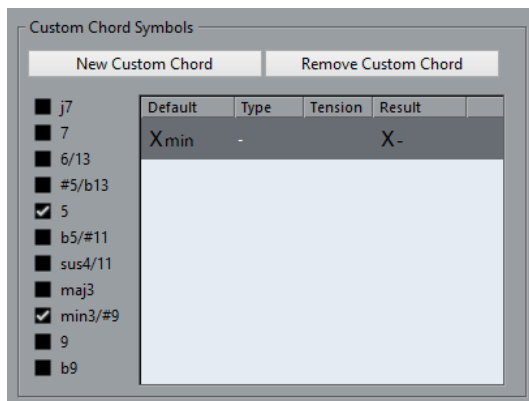 Custom Chord Symbols
New Custom Chord Remove Custom Chord
j7
7
6/13
#5/b13
5
b5/#11
sus4/11
maj3
min3/#9
9
b9
Default Type Tension Result
Xmin - X-